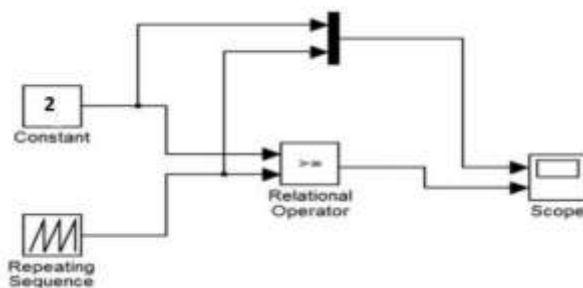 2
Constant
>=
Relational
Operator
Scope
Repeating
Sequence